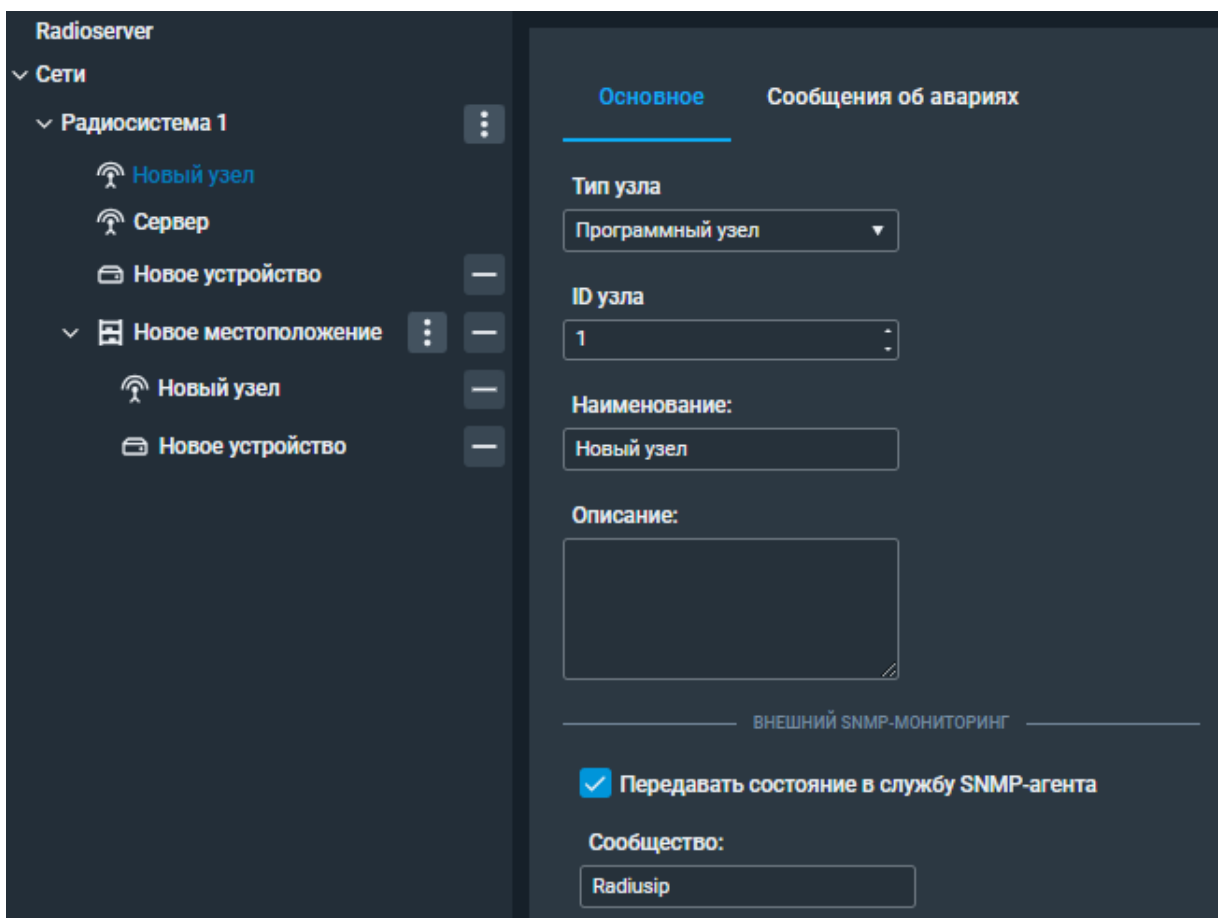 Radioserver
Сети
Радиосистема 1
Новый узел
Сервер
Новое устройство
Новое местоположение
Новый узел
Новое устройство
Основное
Сообщения об авариях
Тип узла
Программный узел
ID узла
1
Наименование:
Новый узел
Описание:
ВНЕШНИЙ SNMP-МОНИТОРИНГ
Передавать состояние в службу SNMP-агента
Сообщество:
Radiusip